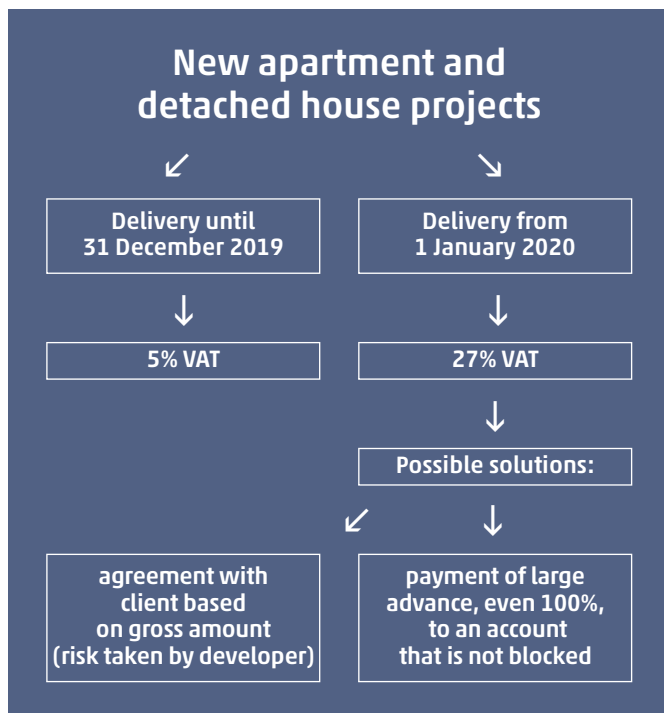 New apartment and
detached house projects
Delivery until
31 December 2019
Delivery from
1 January 2020
5% VAT
27% VAT
Possible solutions:
agreement with
client based
on gross amount
(risk taken by developer)
payment of large
advance, even 100%,
to an account
that is not blocked